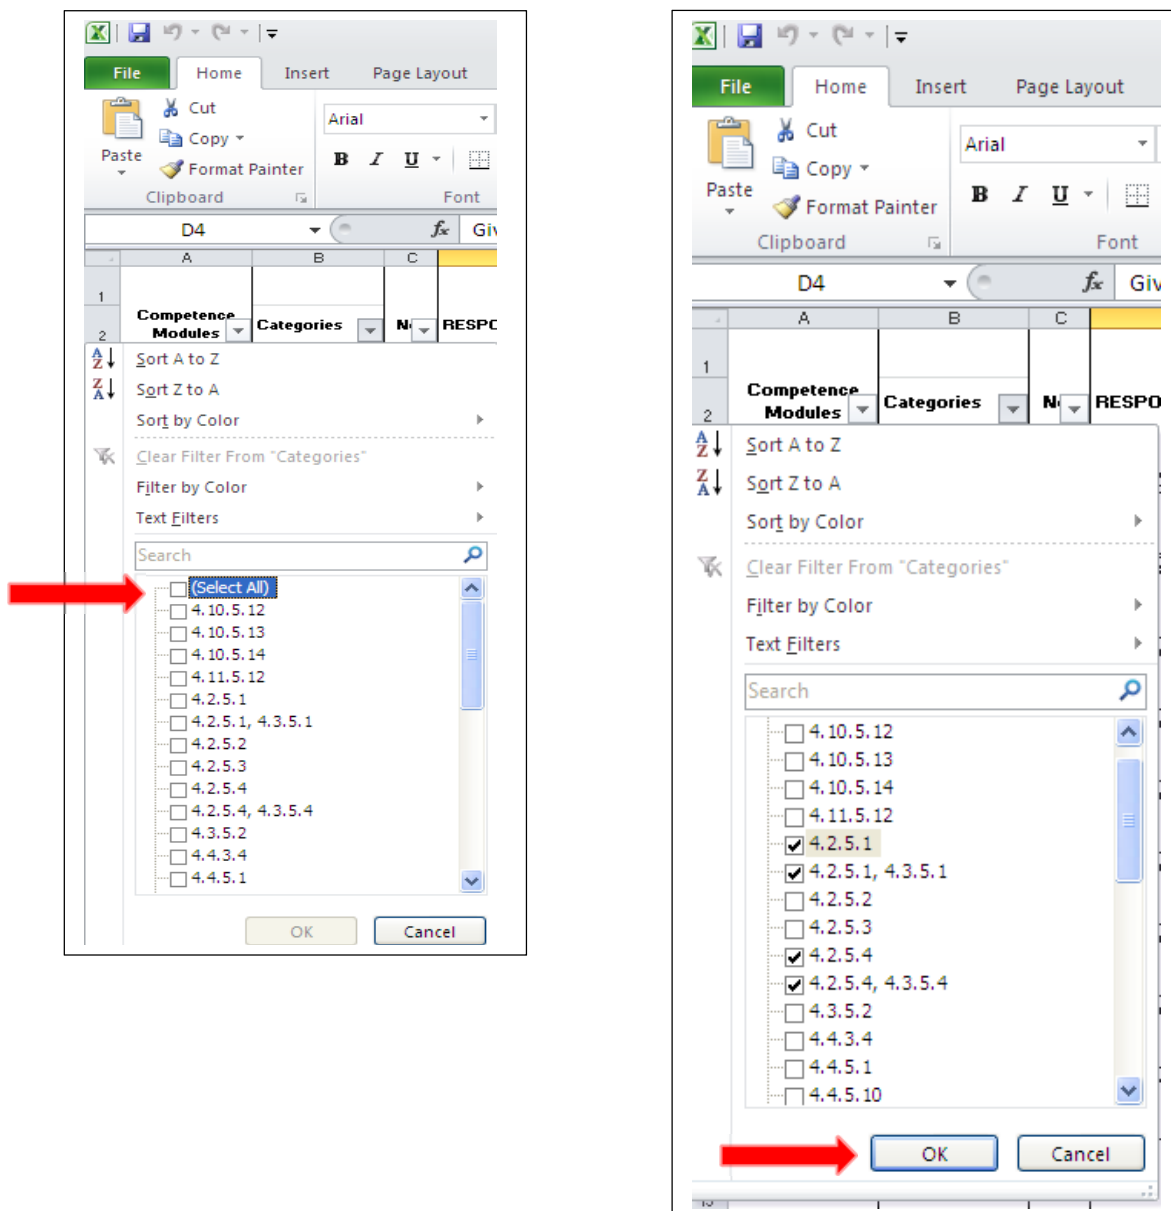 File Home Insert Page Layout
Cut
Arial
Copy
Paste
B I U
Format Painter
Clipboard Font
D4 fx Giv
A B C
1
Competence
Modules Categories N RESPC
2
Sort A to Z
Sort Z to A
Sort by Color
Clear Filter From "Categories"
Filter by Color
Text Filters
Search
(Select All)
4.10.5.12
4.10.5.13
4.10.5.14
4.11.5.12
4.2.5.1
4.2.5.1, 4.3.5.1
4.2.5.2
4.2.5.3
4.2.5.4
4.2.5.4, 4.3.5.4
4.3.5.2
4.4.3.4
4.4.5.1
OK Cancel
File Home Insert Page Layout
Cut
Arial
Copy
Paste
B I U
Format Painter
Clipboard Font
D4 fx Giv
A B C
1
Competence
Modules Categories N RESPO
2
Sort A to Z
Sort Z to A
Sort by Color
Clear Filter From "Categories"
Filter by Color
Text Filters
Search
4.10.5.12
4.10.5.13
4.10.5.14
4.11.5.12
4.2.5.1
4.2.5.1, 4.3.5.1
4.2.5.2
4.2.5.3
4.2.5.4
4.2.5.4, 4.3.5.4
4.3.5.2
4.4.3.4
4.4.5.1
4.4.5.10
OK Cancel